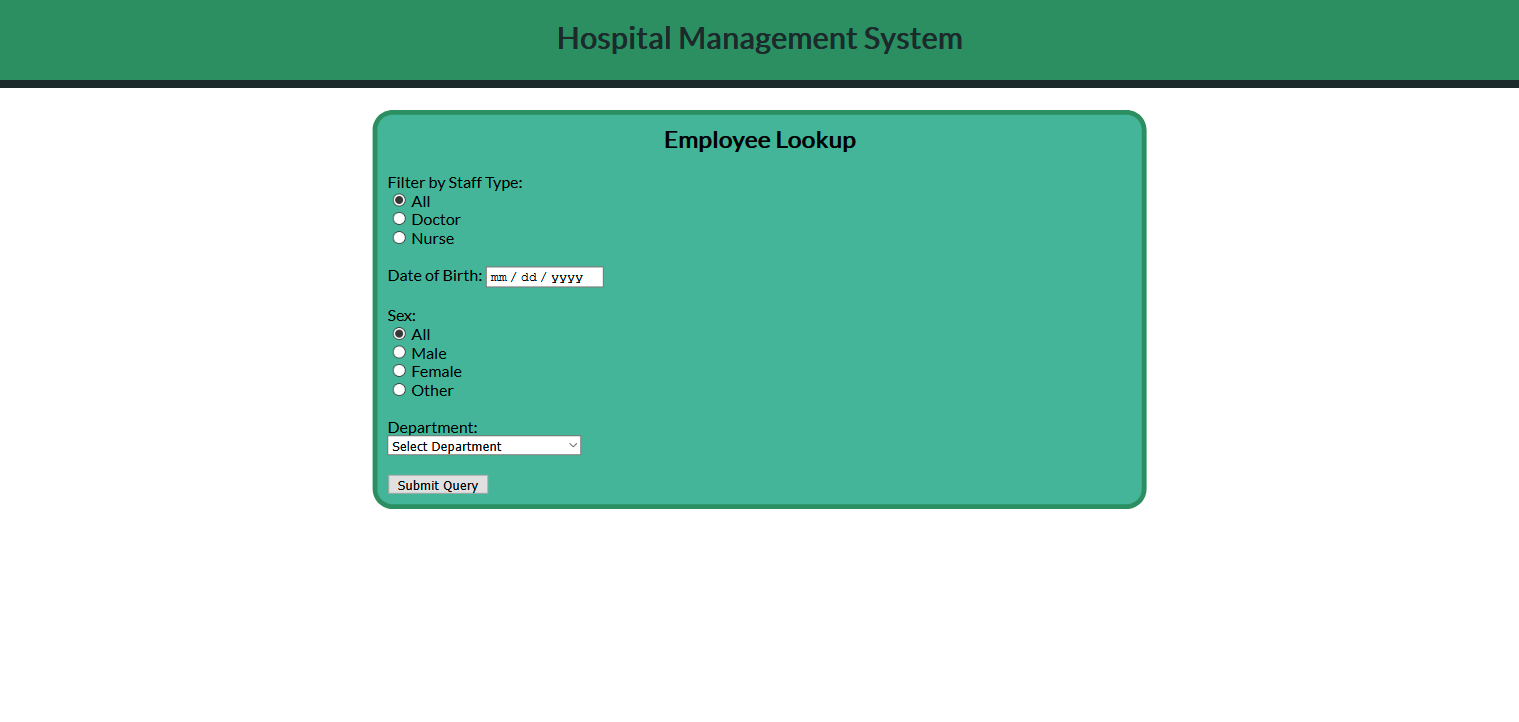 Hospital Management System
Employee Lookup
Filter by Staff Type:
All
Doctor
Nurse
Date of Birth: mm / dd / yyyy
Sex:
All
Male
Female
Other
Department:
Select Department
Submit Query